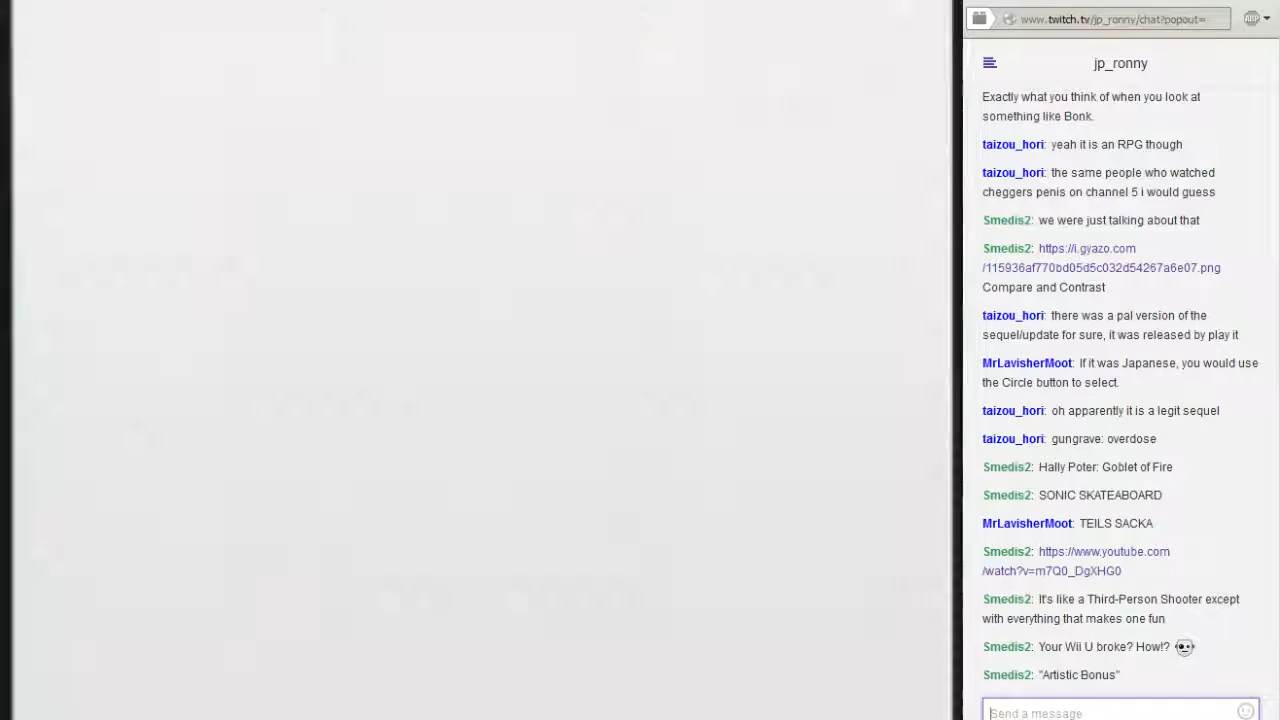 www.twitch.tv/jp_ronny/chat?popout=
ABP
jp_ronny
Exactly what you think of when you look at
something like Bonk.
taizou_hori: yeah it is an RPG though
taizou_hori: the same people who watched
cheggers penis on channel 5 i would guess
Smedis2: we were just talking about that
Smedis2: https://i.gyazo.com
/115936af770bd05d5c032d54267a6e07.png
Compare and Contrast
taizou_hori: there was a pal version of the
sequel/update for sure, it was released by play it
MrLavisherMoot: If it was Japanese, you would use
the Circle button to select.
taizou_hori: oh apparently it is a legit sequel
taizou_hori: gungrave: overdose
Smedis2: Hally Poter: Goblet of Fire
Smedis2: SONIC SKATEABOARD
MrLavisherMoot: TEILS SACKA
Smedis2: https://www.youtube.com
/watch?v=m7Q0_DgXHG0
Smedis2: It's like a Third-Person Shooter except
with everything that makes one fun
Smedis2: Your Wii U broke? How!?
Smedis2: "Artistic Bonus"
Send a message